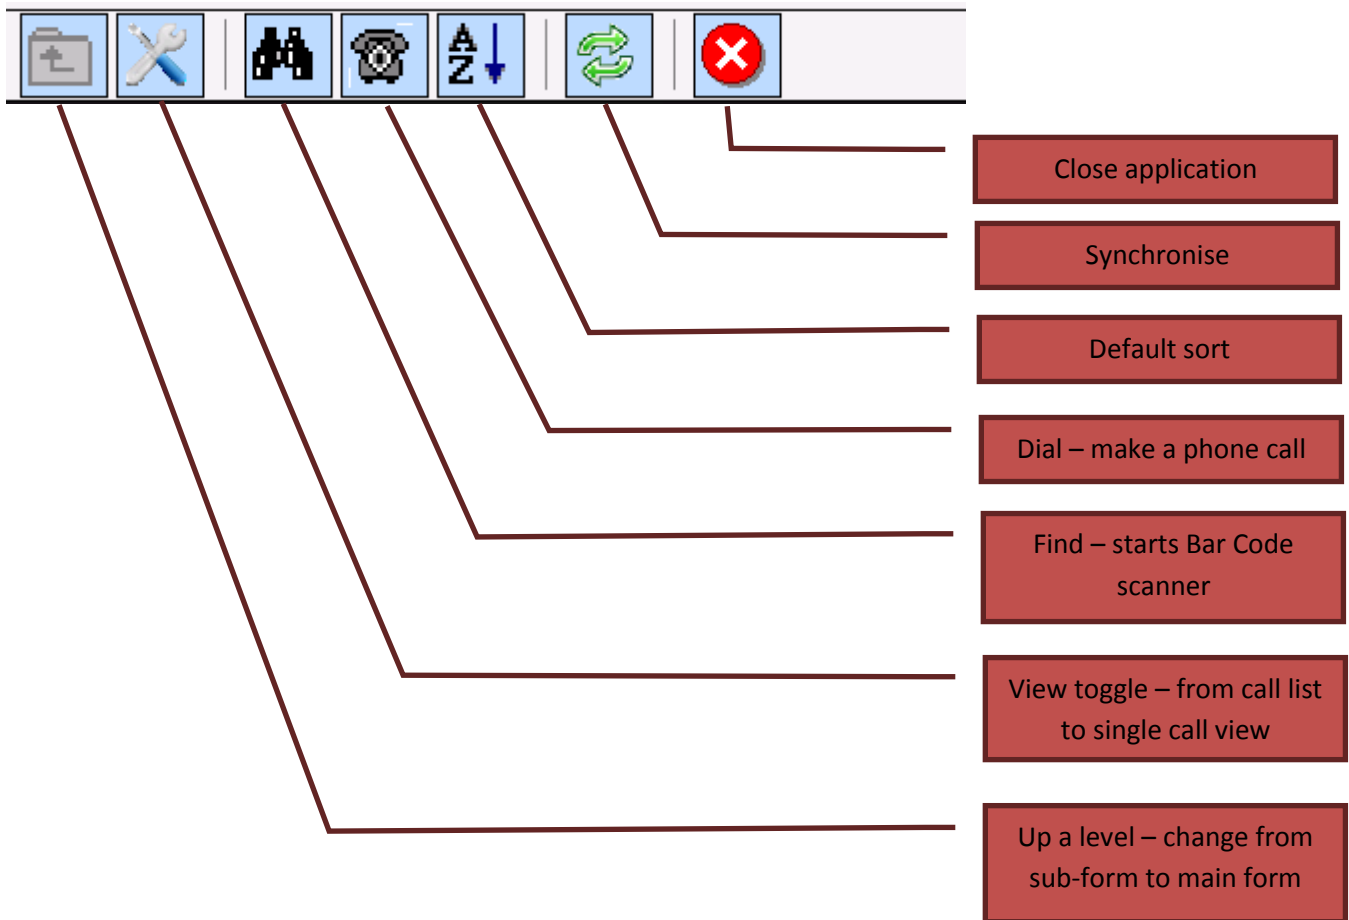 A
Z
Close application
Synchronise
Default sort
Dial – make a phone call
Find – starts Bar Code
scanner
View toggle – from call list
to single call view
Up a level – change from
sub-form to main form